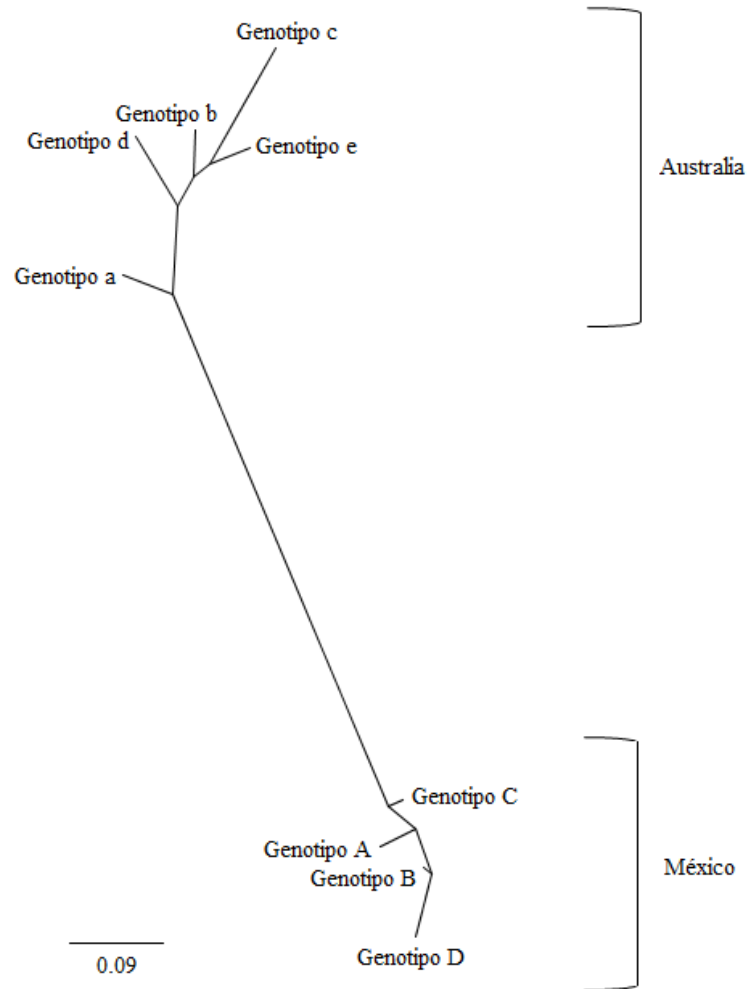 Genotipo c
Genotipo b
Genotipo d
Genotipo e
Australia
Genotipo a
Genotipo C
Genotipo A
México
Genotipo B
Genotipo D
0.09